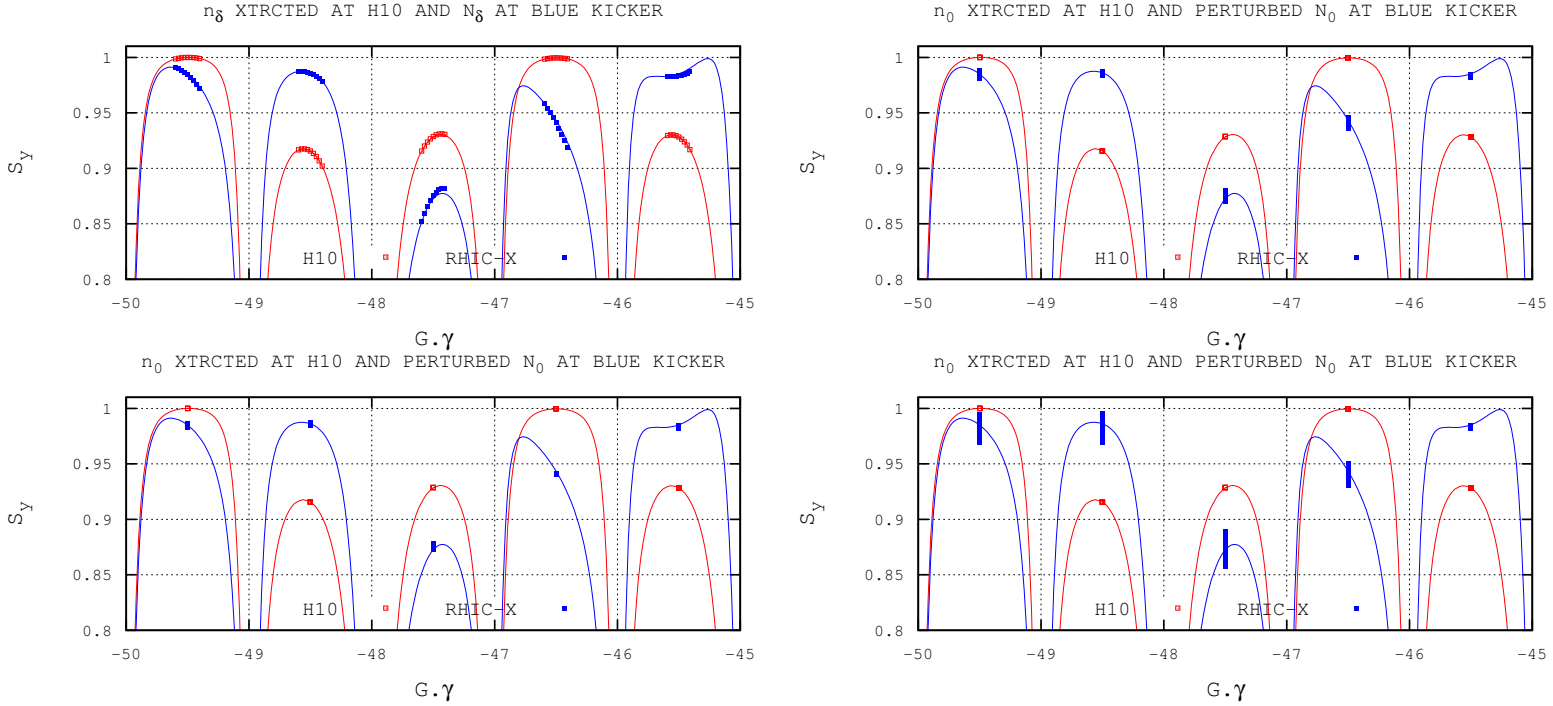 n_δ XTRCTED AT H10 AND N_δ AT BLUE KICKER
S_y
1
0.95
0.9
0.85
0.8
H10
RHIC-X
-50
-49
-48
-47
-46
-45
G.γ
n_0 XTRCTED AT H10 AND PERTURBED N_0 AT BLUE KICKER
S_y
1
0.95
0.9
0.85
0.8
H10
RHIC-X
-50
-49
-48
-47
-46
-45
G.γ
n_0 XTRCTED AT H10 AND PERTURBED N_0 AT BLUE KICKER
S_y
1
0.95
0.9
0.85
0.8
H10
RHIC-X
-50
-49
-48
-47
-46
-45
G.γ
n_0 XTRCTED AT H10 AND PERTURBED N_0 AT BLUE KICKER
S_y
1
0.95
0.9
0.85
0.8
H10
RHIC-X
-50
-49
-48
-47
-46
-45
G.γ